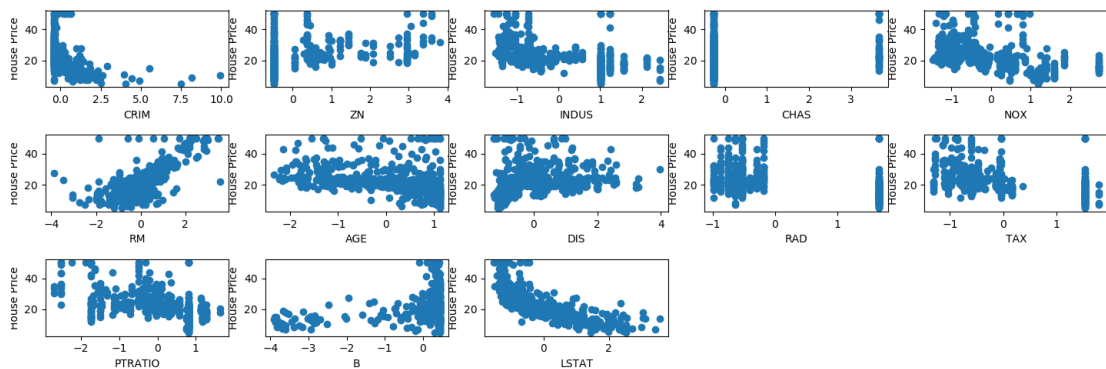 House Price House Price House Price House Price House Price
40 40 40 40 40
20 20 20 20 20
0.0 2.5 5.0 7.5 10.0 0 1 2 3 4 −1 0 1 2 0 1 2 3 −1 0 1 2
CRIM ZN INDUS CHAS NOX
House Price House Price House Price House Price House Price
40 40 40 40 40
20 20 20 20 20
−4 −2 0 2 −2 −1 0 1 0 2 4 −1 0 1 −1 0 1
RM AGE DIS RAD TAX
House Price House Price House Price
40 40 40
20 20 20
−2 −1 0 1 −4 −3 −2 −1 0 0 2
PTRATIO B LSTAT